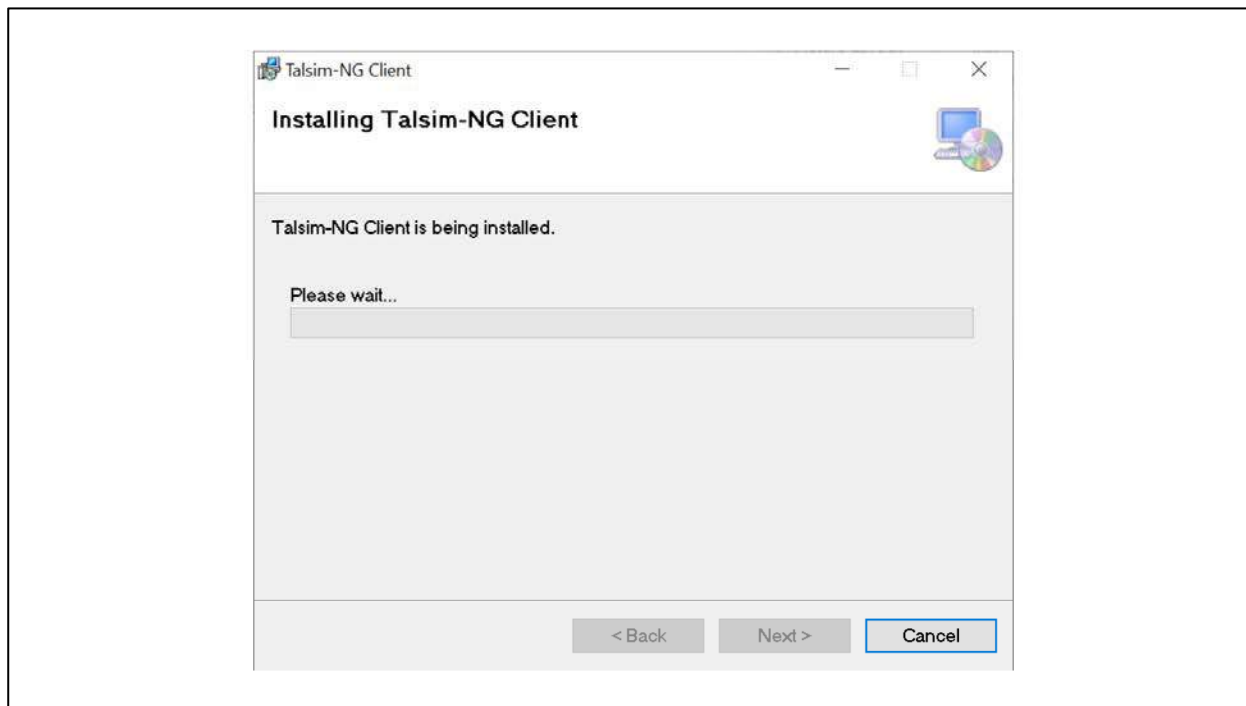 Talsim-NG Client
Installing Talsim-NG Client
Talsim-NG Client is being installed.
Please wait...
< Back
Next >
Cancel